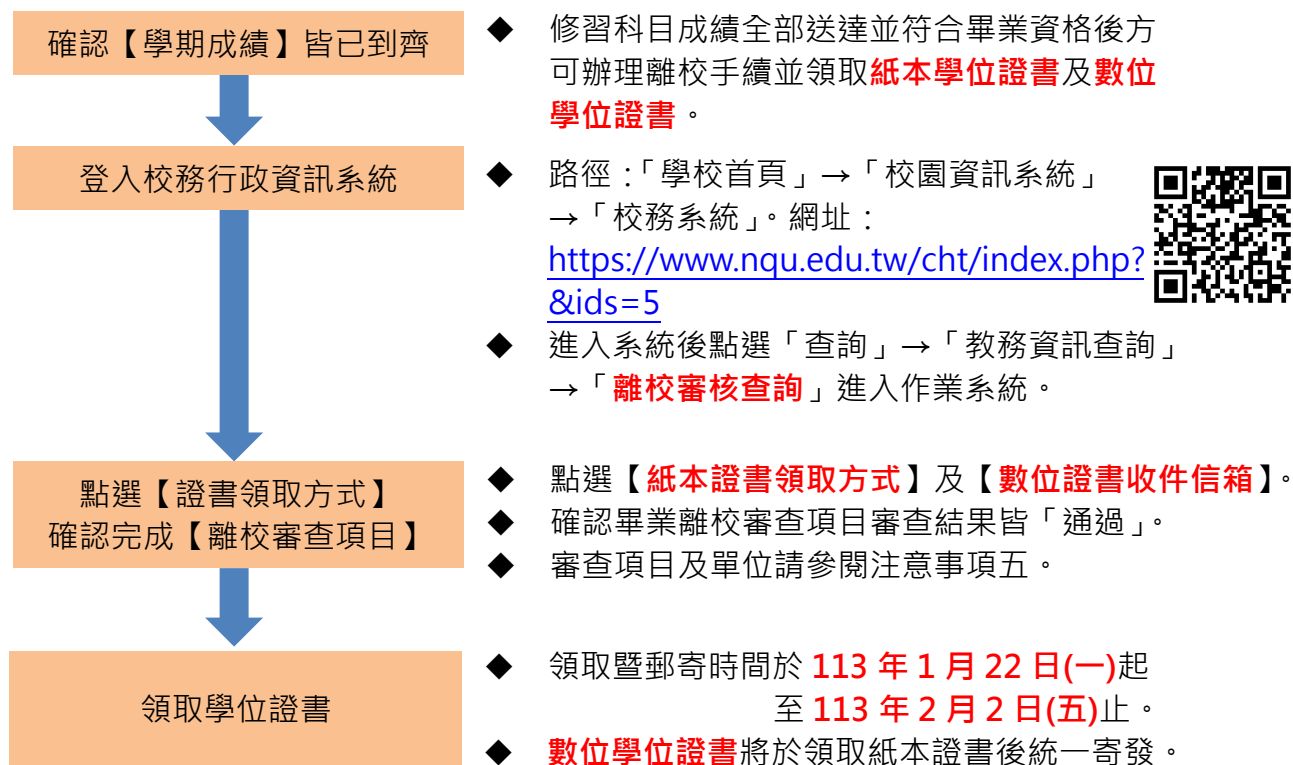 確認【學期成績】皆已到齊
◆ 修習科目成績全部送達並符合畢業資格後方
可辦理離校手續並領取紙本學位證書及數位
學位證書。
登入校務行政資訊系統
◆ 路徑:「學校首頁」→「校園資訊系統」
→「校務系統」。網址:
https://www.nqu.edu.tw/cht/index.php?
&ids=5
◆ 進入系統後點選「查詢」→「教務資訊查詢」
→「離校審核查詢」進入作業系統。
點選【證書領取方式】
確認完成【離校審查項目】
◆ 點選【紙本證書領取方式】及【數位證書收件信箱】。
◆ 確認畢業離校審查項目審查結果皆「通過」。
◆ 審查項目及單位請參閱注意事項五。
領取學位證書
◆ 領取暨郵寄時間於 113 年 1 月 22 日(一)起
至 113 年 2 月 2 日(五)止。
◆ 數位學位證書將於領取紙本證書後統一寄發。